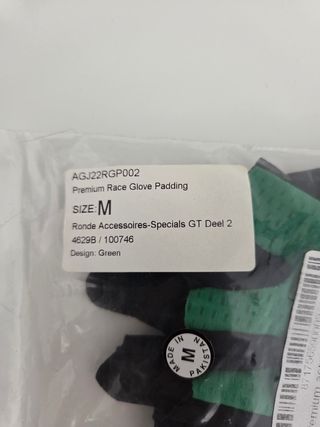 AGJ22RGP002
Premium Race Glove Padding
SIZE: M
Ronde Accessoires-Specials GT Deel 2
4629B / 100746
Design: Green
MADE IN
M
PAKISTAN